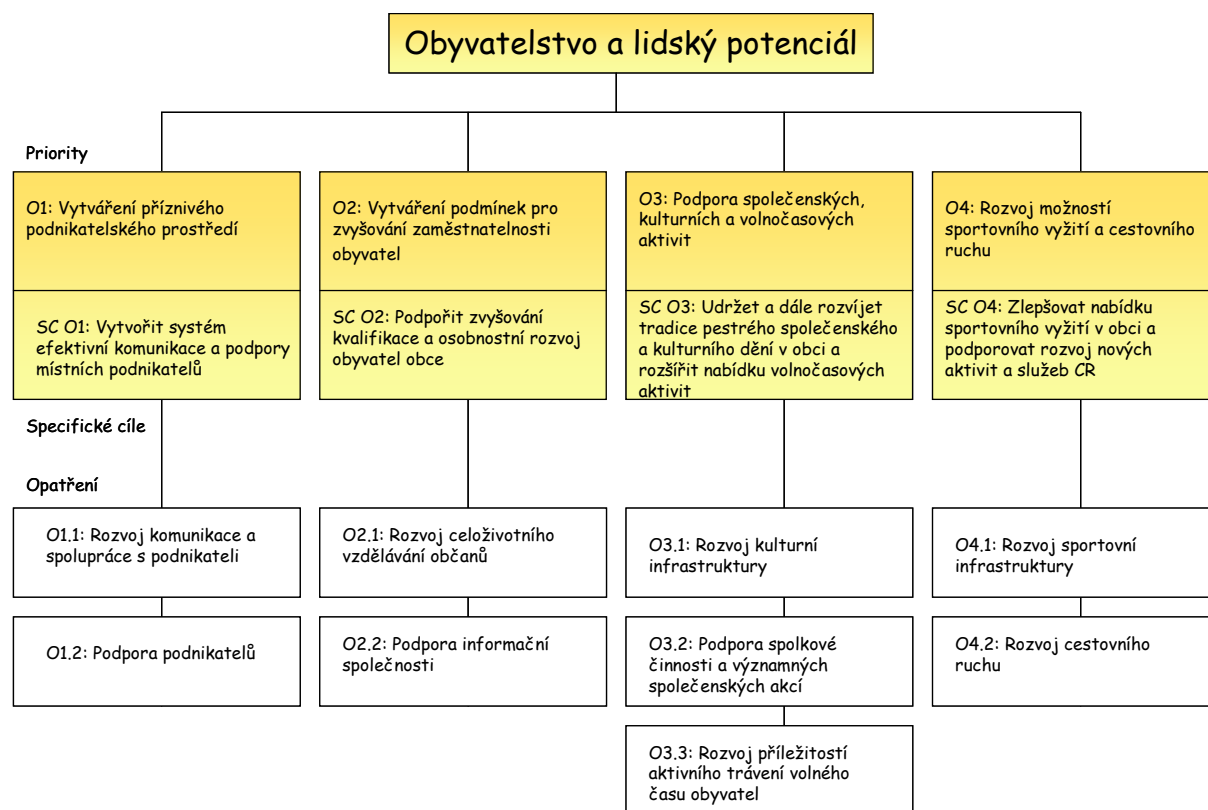 Obyvatelstvo a lidský potenciál
Priority
O1: Vytváření příznivého
podnikatelského prostředí
O2: Vytváření podmínek pro
zvyšování zaměstnatelnosti
obyvatel
O3: Podpora společenských,
kulturních a volnočasových
aktivit
O4: Rozvoj možností
sportovního vyžití a cestovního
ruchu
SC O1: Vytvořit systém
efektivní komunikace a podpory
místních podnikatelů
SC O2: Podpořit zvyšování
kvalifikace a osobnostní rozvoj
obyvatel obce
SC O3: Udržet a dále rozvíjet
tradice pestrého společenského
a kulturního dění v obci a
rozšířit nabídku volnočasových
aktivit
SC O4: Zlepšovat nabídku
sportovního vyžití v obci a
podporovat rozvoj nových
aktivit a služeb CR
Specifické cíle
Opatření
O1.1: Rozvoj komunikace a
spolupráce s podnikateli
O2.1: Rozvoj celoživotního
vzdělávání občanů
O3.1: Rozvoj kulturní
infrastruktury
O4.1: Rozvoj sportovní
infrastruktury
O1.2: Podpora podnikatelů
O2.2: Podpora informační
společnosti
O3.2: Podpora spolkové
činnosti a významných
společenských akcí
O4.2: Rozvoj cestovního
ruchu
O3.3: Rozvoj příležitostí
aktivního trávení volného
času obyvatel